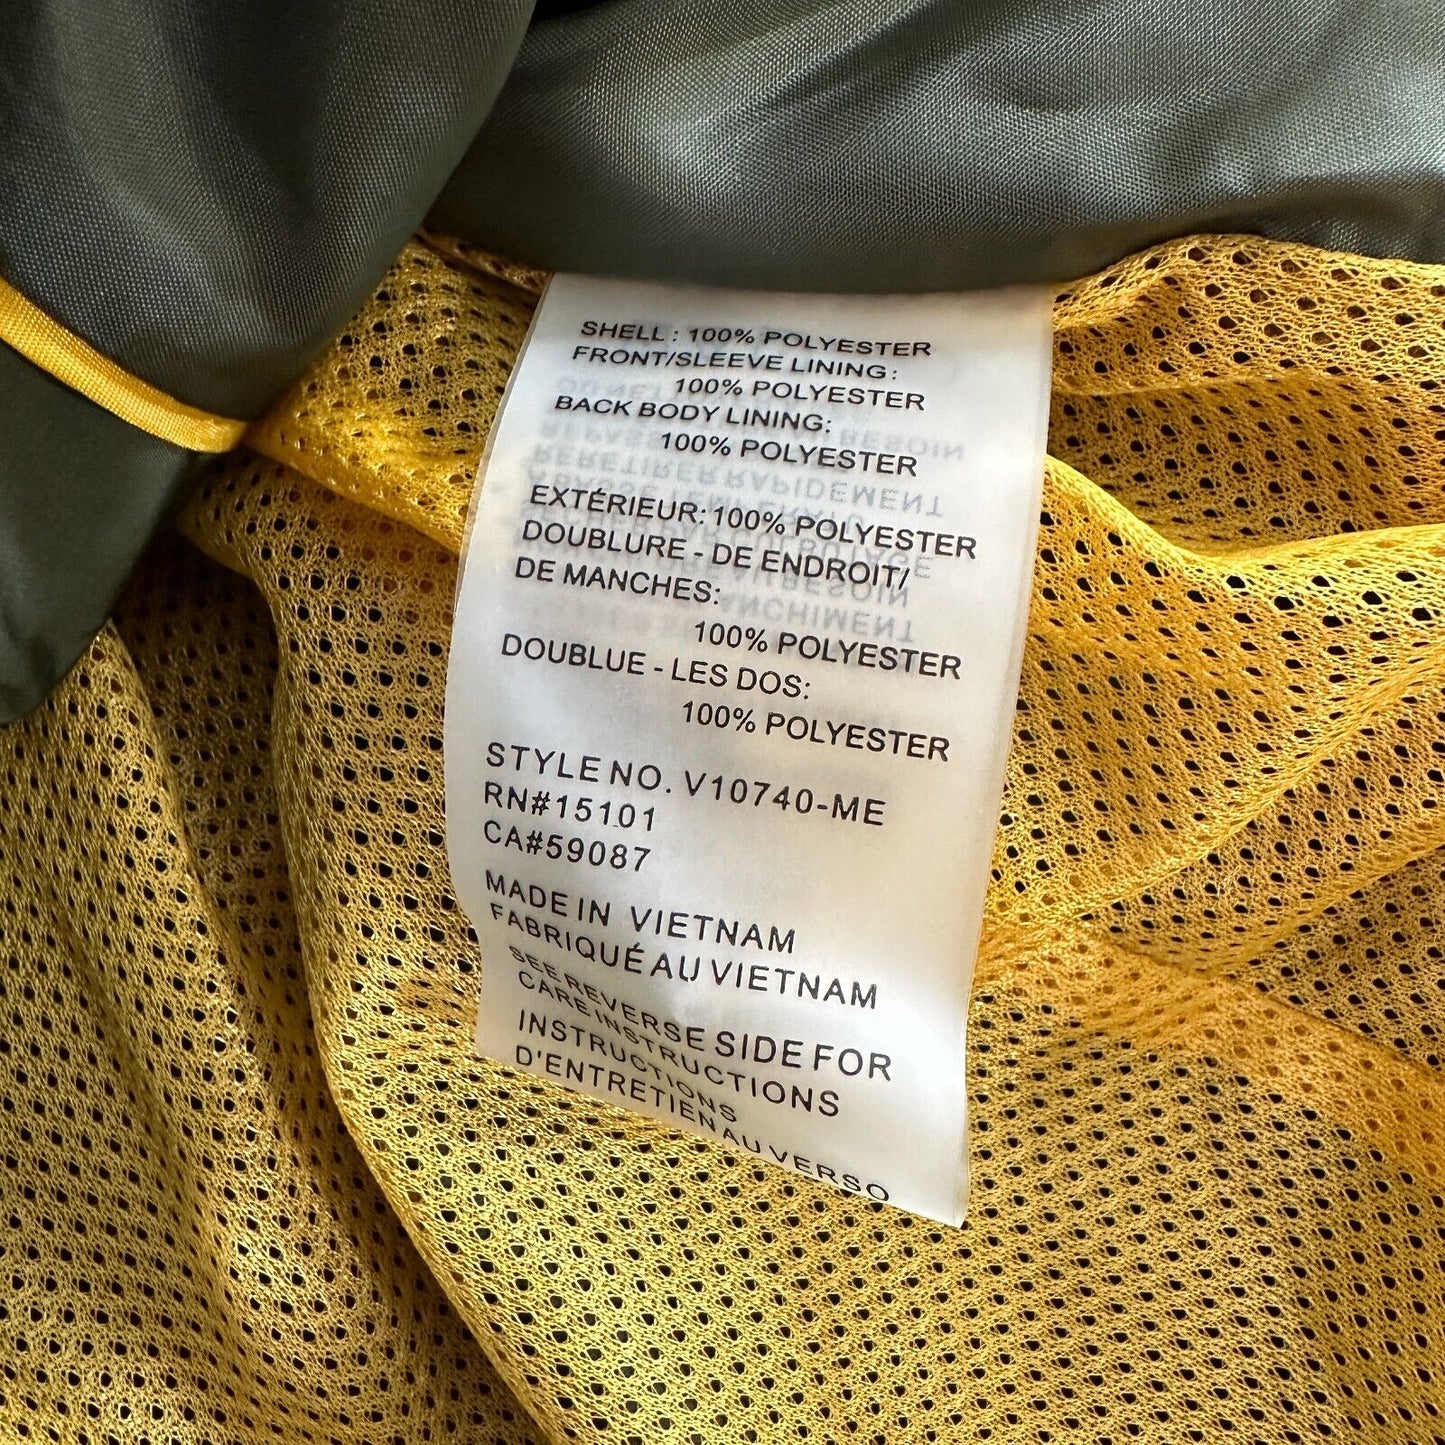 SHELL : 100% POLYESTER
FRONT/SLEEVE LINING:
100% POLYESTER
BACK BODY LINING:
100% POLYESTER
EXTÉRIEUR: 100% POLYESTER
DOUBLURE - DE ENDROIT/
DE MANCHES:
100% POLYESTER
DOUBLUE - LES DOS:
100% POLYESTER
STYLE NO. V10740-ME
RN#15101
CA#59087
MADE IN VIETNAM
FABRIQUÉ AU VIETNAM
SEE REVERSE SIDE FOR
CARE INSTRUCTIONS
INSTRUCTIONS
D'ENTRETIEN AU VERSO